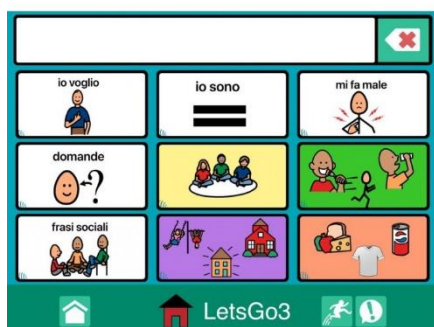 io voglio
io sono
mi fa male
domande
frasi sociali
LetsGo3